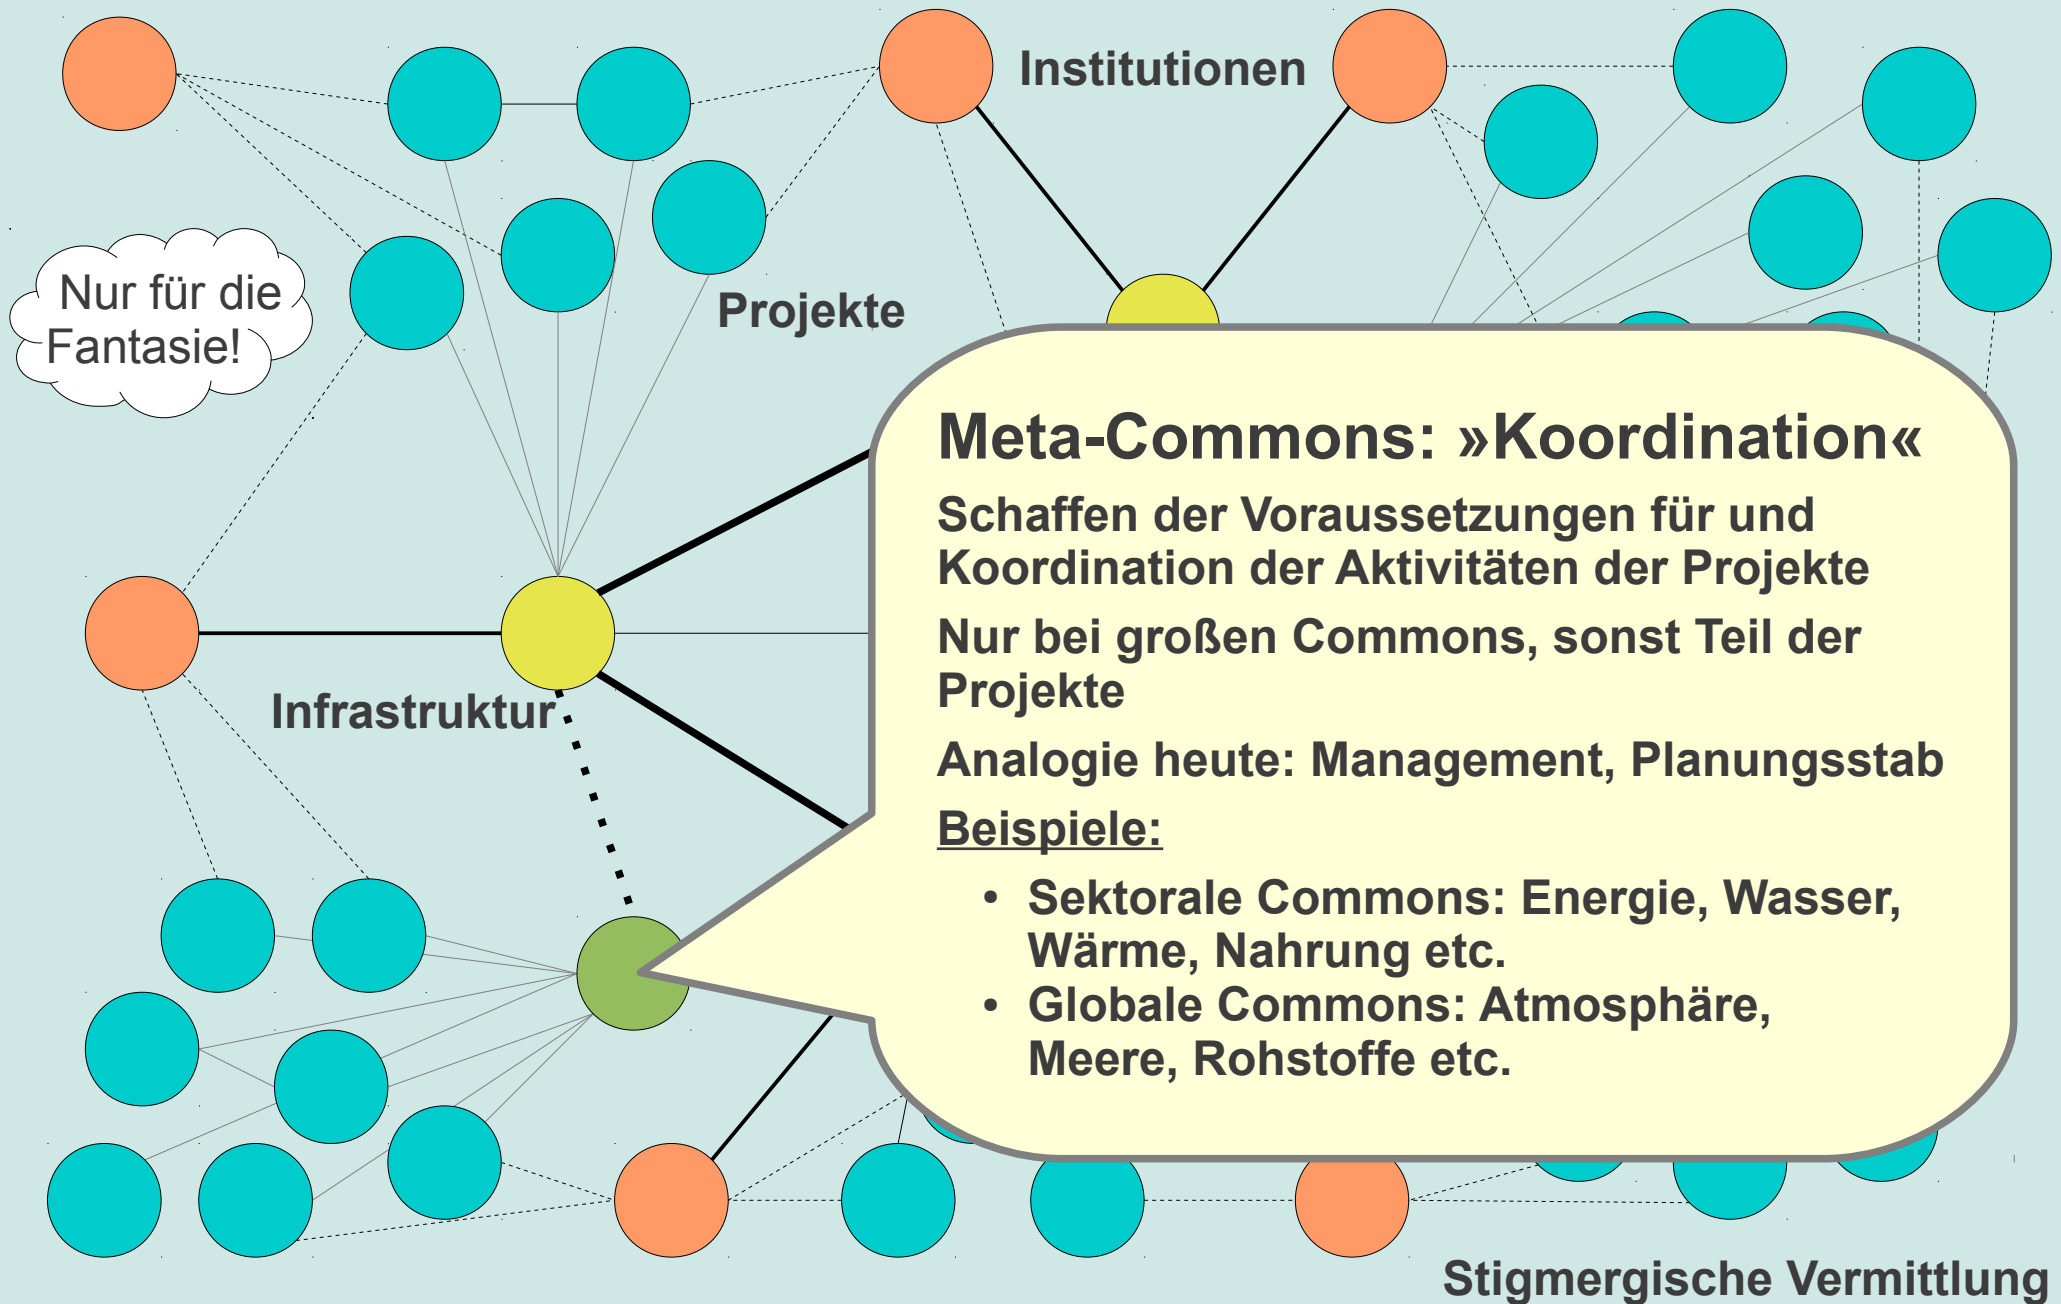 Institutionen
Nur für die
Fantasie!
Projekte
Meta-Commons: »Koordination«
Schaffen der Voraussetzungen für und
Koordination der Aktivitäten der Projekte
Nur bei großen Commons, sonst Teil der
Projekte
Analogie heute: Management, Planungsstab
Beispiele:
• Sektorale Commons: Energie, Wasser,
Wärme, Nahrung etc.
• Globale Commons: Atmosphäre,
Meere, Rohstoffe etc.
Infrastruktur
Stigmergische Vermittlung